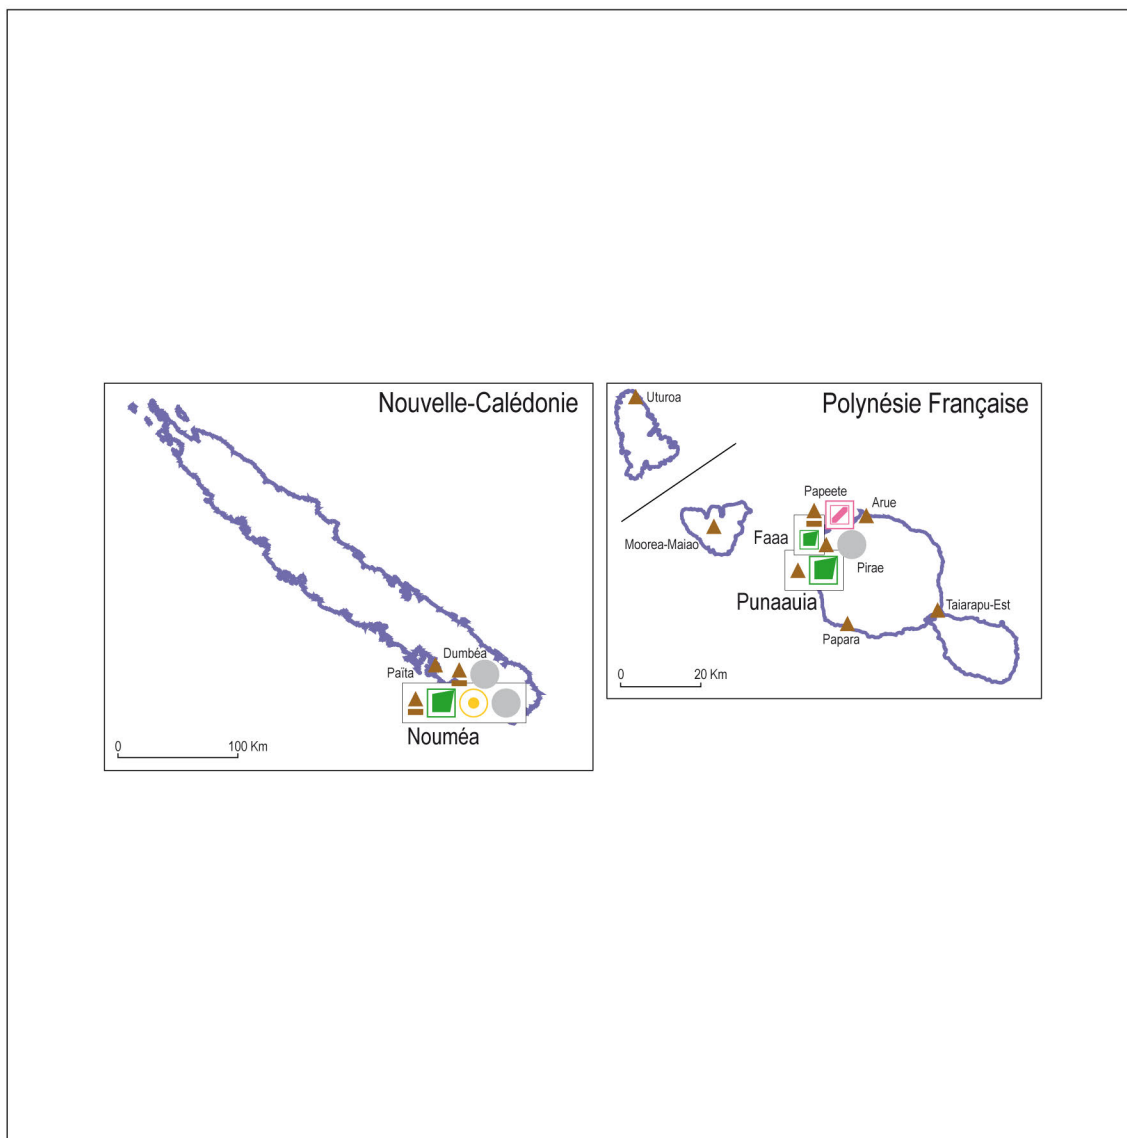 Nouvelle-Calédonie
Dumbéa
Païta
Nouméa
0 100 Km
Polynésie Française
Uturoa
Papeete
Arue
Moorea-Maiao
Faaa
Pirae
Punaauia
Taiarapu-Est
Papara
0 20 Km